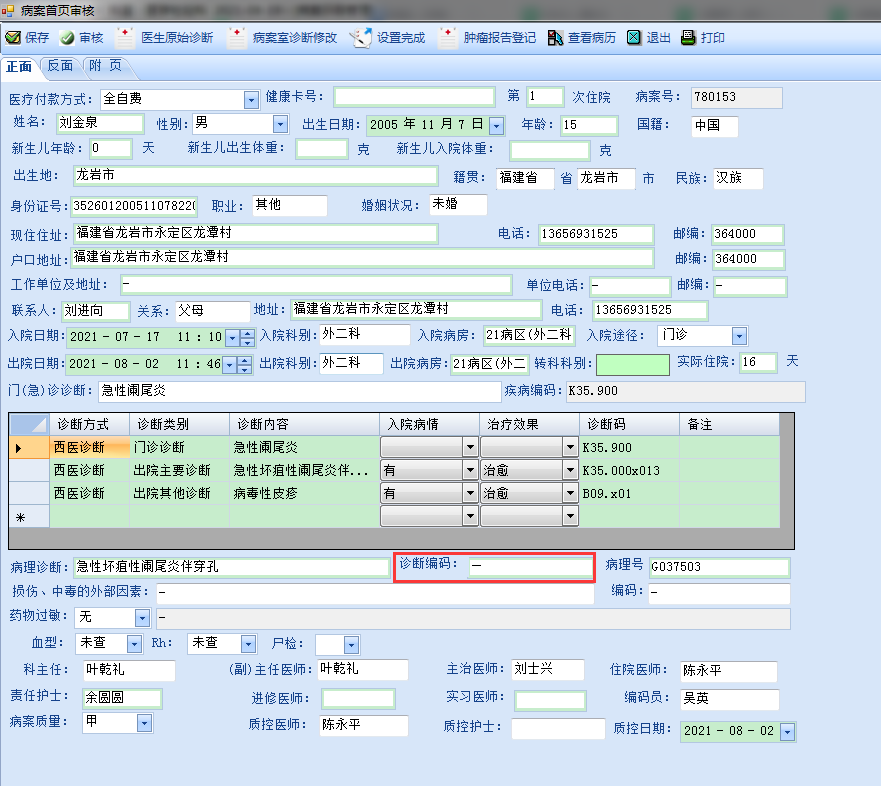 病案首页审核
保存 审核 医生原始诊断 病案室诊断修改 设置完成 肿瘤报告登记 查看病历 退出 打印
正面 反面 附 页
医疗付款方式: 全自费 健康卡号: 第 1 次住院 病案号: 780153
姓名: 刘金泉 性别: 男 出生日期: 2005 年 11 月 7 日 年龄: 15 国籍: 中国
新生儿年龄: 0 天 新生儿出生体重: 克 新生儿入院体重: 克
出生地: 龙岩市 籍贯: 福建省 省 龙岩市 市 民族: 汉族
身份证号: 35260120051107822( 职业: 其他 婚姻状况: 未婚
现住住址: 福建省龙岩市永定区龙潭村 电话: 13656931525 邮编: 364000
户口地址: 福建省龙岩市永定区龙潭村 邮编: 364000
工作单位及地址: - 单位电话: - 邮编: -
联系人: 刘进向 关系: 父母 地址: 福建省龙岩市永定区龙潭村 电话: 13656931525
入院日期: 2021 - 07 - 17 11 : 10 入院科别: 外二科 入院病房: 21病区(外二科 入院途径: 门诊
出院日期: 2021 - 08 - 02 11 : 46 出院科别: 外二科 出院病房: 21病区(外二 转科科别: 实际住院: 16 天
门(急)诊诊断: 急性阑尾炎 疾病编码: K35.900
诊断方式 诊断类别 诊断内容 入院病情 治疗效果 诊断码 备注
西医诊断 门诊诊断 急性阑尾炎 K35.900
西医诊断 出院主要诊断 急性坏疽性阑尾炎伴... 有 治愈 K35.000x013
西医诊断 出院其他诊断 病毒性皮疹 有 治愈 B09.x01
*
病理诊断: 急性坏疽性阑尾炎伴穿孔 诊断编码: — 病理号 G037503
损伤、中毒的外部因素: - 编码: -
药物过敏: 无 -
血型: 未查 Rh: 未查 尸检:
科主任: 叶乾礼 (副)主任医师: 叶乾礼 主治医师: 刘士兴 住院医师: 陈永平
责任护士: 余圆圆 进修医师: 实习医师: 编码员: 吴英
病案质量: 甲 质控医师: 陈永平 质控护士: 质控日期: 2021 - 08 - 02